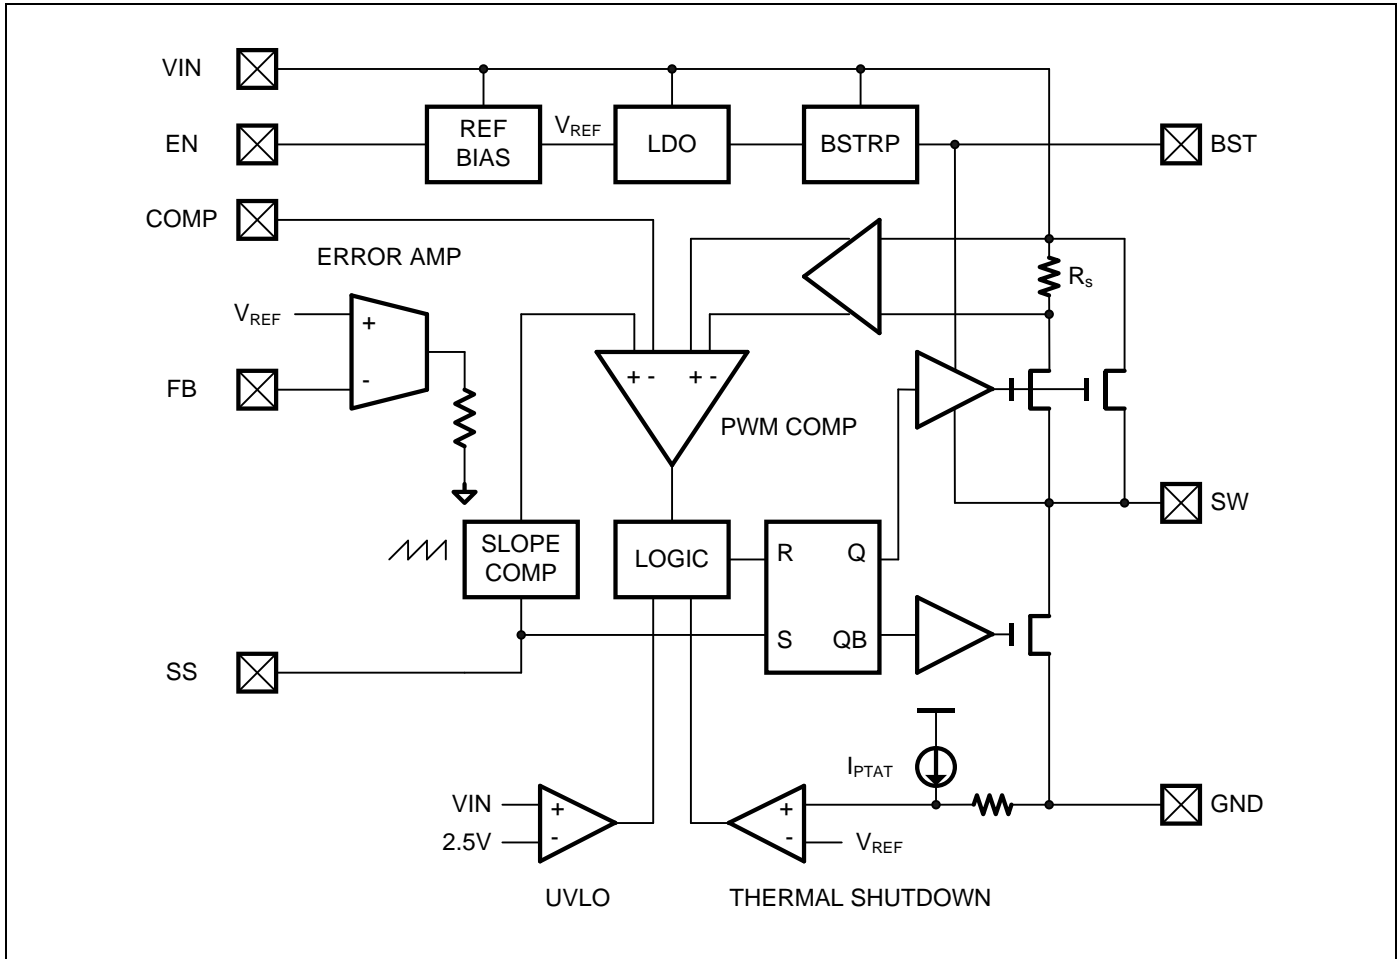 VIN
EN
REF
BIAS
VREF
LDO
BSTRP
BST
COMP
ERROR AMP
Rs
VREF
+
-
FB
+ -
+ -
PWM COMP
SW
SLOPE
COMP
LOGIC
R
Q
S
QB
SS
IPTAT
VIN
2.5V
+
-
+
-
VREF
GND
UVLO
THERMAL SHUTDOWN